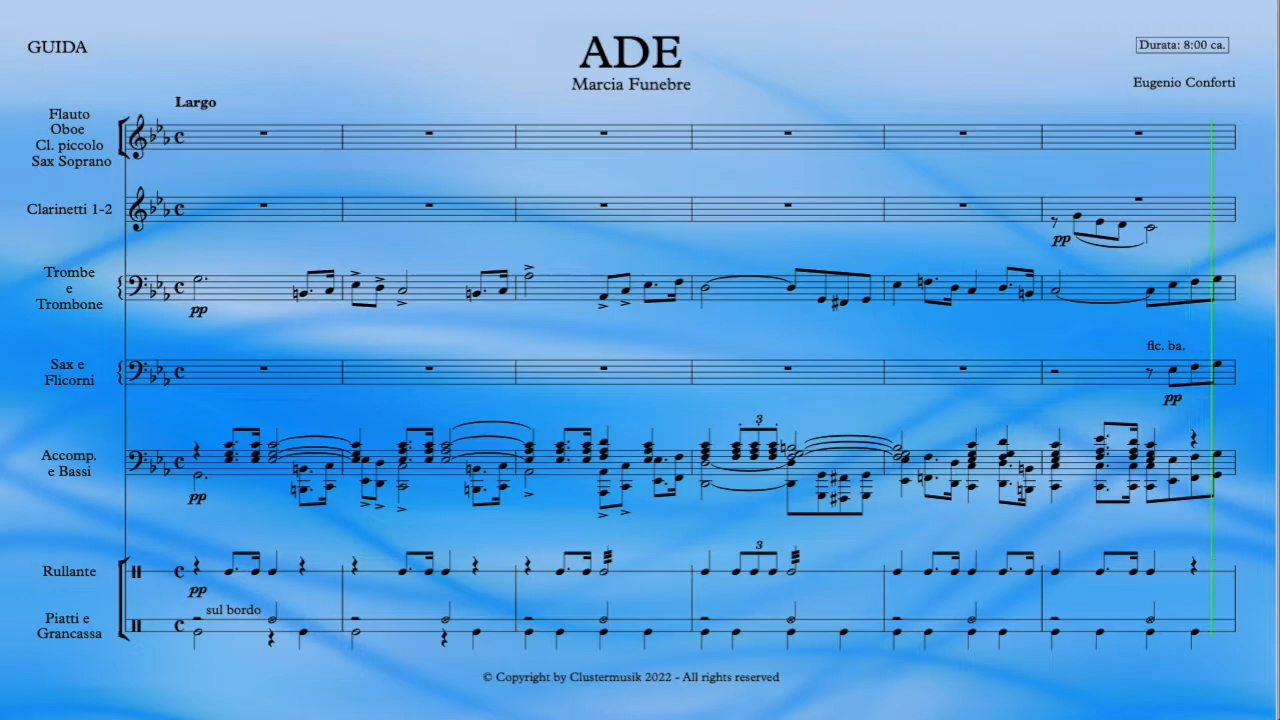 GUIDA
ADE
Durata: 8:00 ca.
Marcia Funebre
Eugenio Conforti
Largo
Flauto
Oboe
Cl. piccolo
Sax Soprano
Clarinetti 1-2
pp
Trombe
e
Trombone
pp
flc. ba.
Sax e
Flicorni
pp
3
Accomp.
e Bassi
pp
3
Rullante
pp
sul bordo
Piatti e
Grancassa
© Copyright by Clustermusik 2022 - All rights reserved